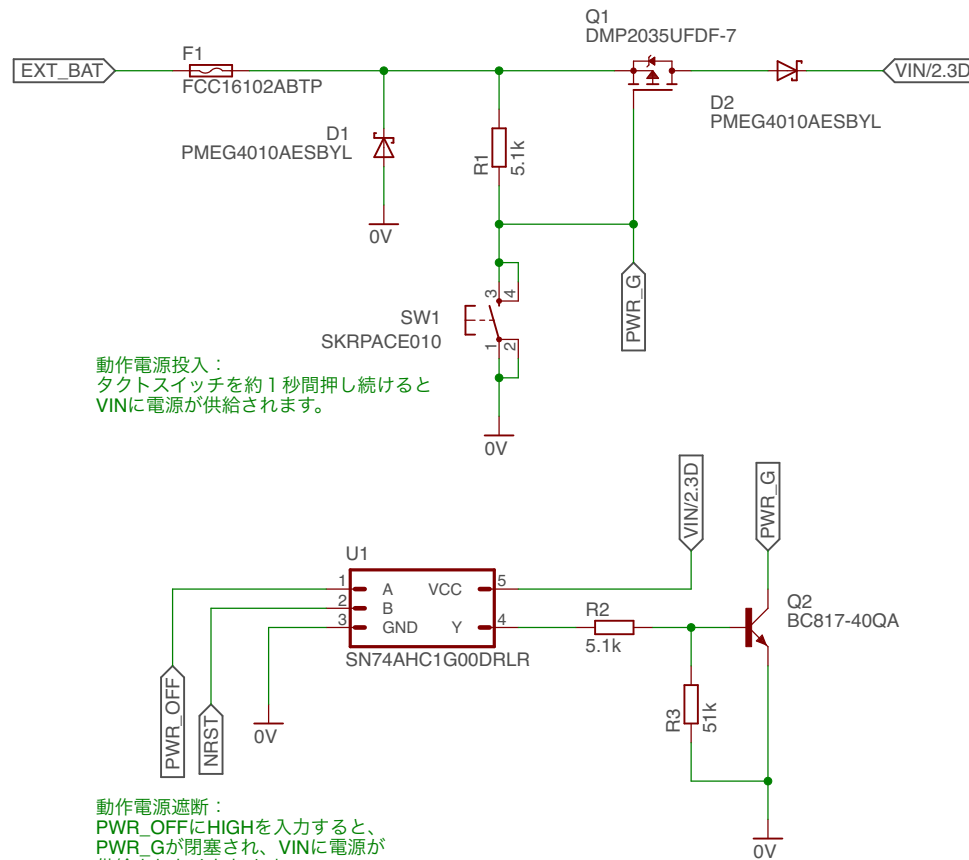 Q1
DMP2035UFDF-7
F1
EXT_BAT
FCC16102ABTP
VIN/2.3D
D2
PMEG4010AESBYL
D1
PMEG4010AESBYL
R1
5.1k
0V
PWR_G
3
4
SW1
SKRPACE010
1
2
動作電源投入：
タクトスイッチを約１秒間押し続けると
VINに電源が供給されます。
0V
VIN/2.3D
PWR_G
U1
1
A
VCC
5
2
B
3
GND
Y
4
SN74AHC1G00DRLR
R2
5.1k
Q2
BC817-40QA
R3
51k
PWR_OFF
NRST
0V
動作電源遮断：
PWR_OFFにHIGHを入力すると、
PWR_Gが閉塞され、VINに電源が
0V